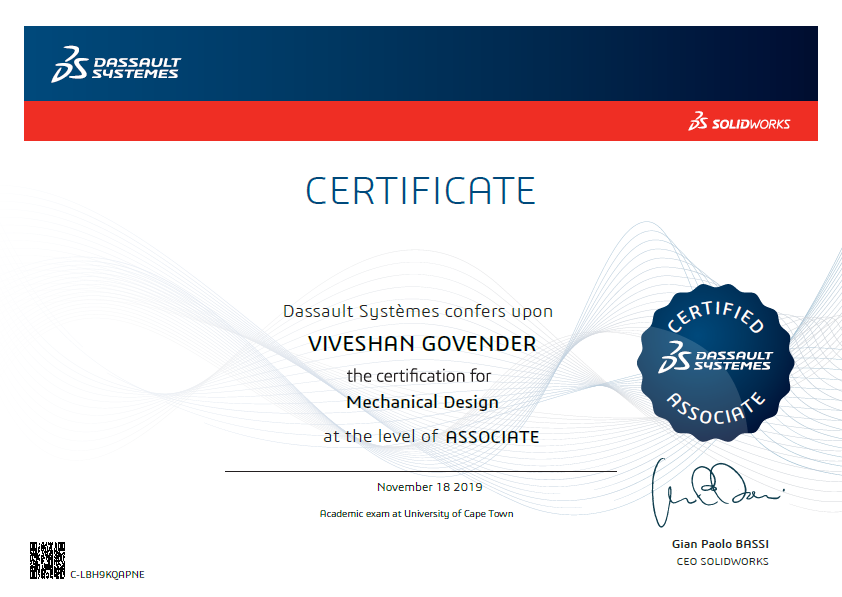 DASSAULT
SYSTEMES
SOLIDWORKS
CERTIFICATE
Dassault Systèmes confers upon
VIVESHAN GOVENDER
the certification for
Mechanical Design
at the level of ASSOCIATE
CERTIFIED
DASSAULT
SYSTEMES
ASSOCIATE
November 18 2019
Academic exam at University of Cape Town
Gian Paolo BASSI
CEO SOLIDWORKS
C-LBH9KQAPNE